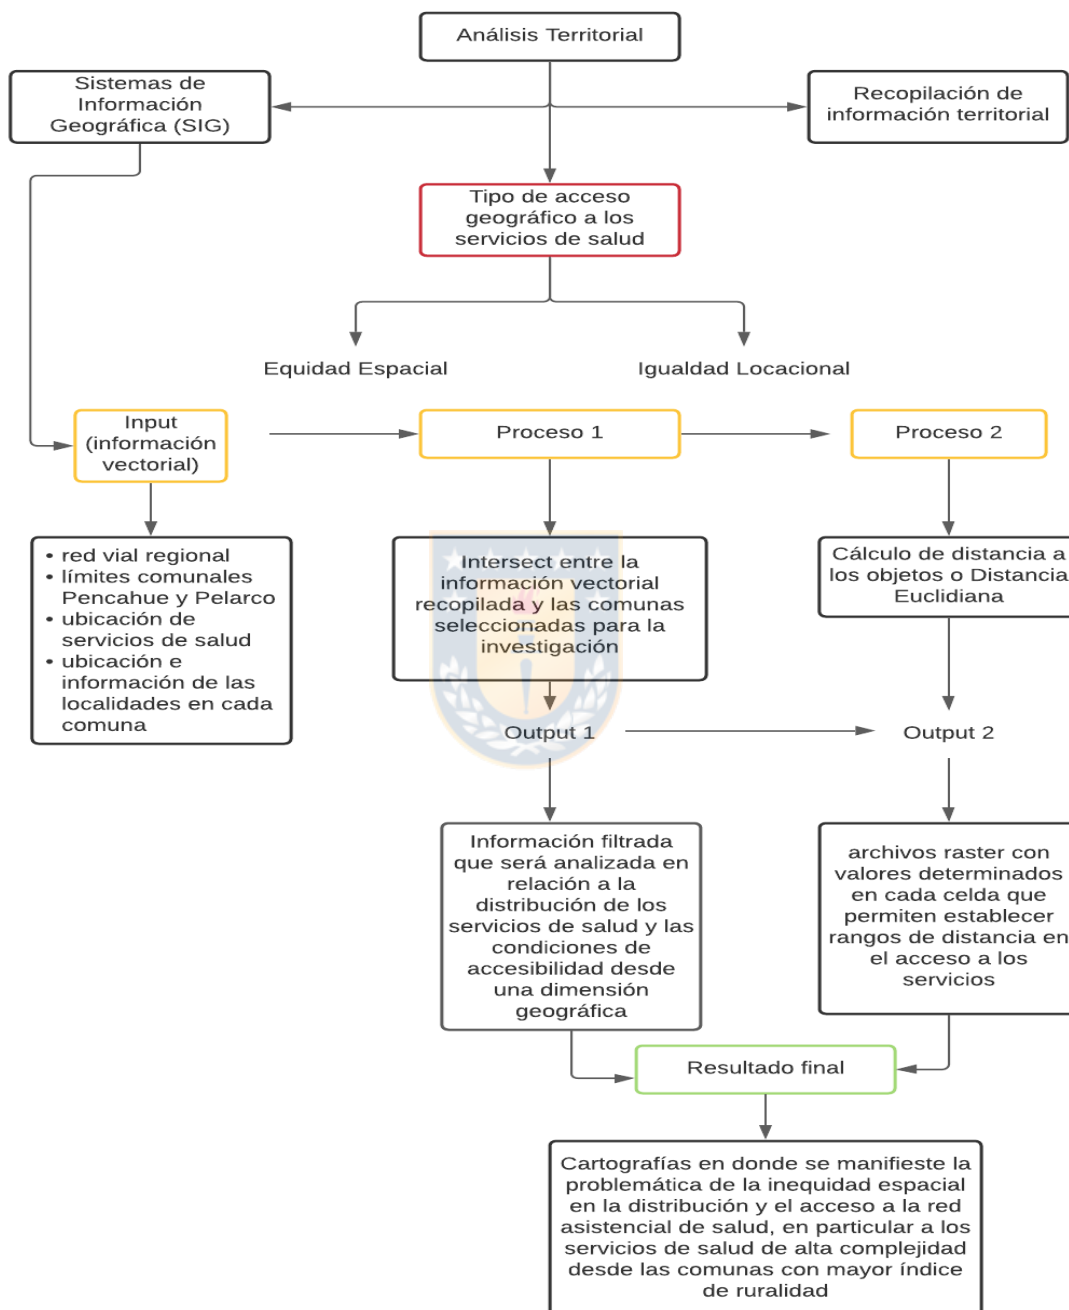 Análisis Territorial
Sistemas de
Información
Geográfica (SIG)
Recopilación de
información territorial
Tipo de acceso
geográfico a los
servicios de salud
Equidad Espacial
Igualdad Locacional
Input
(información
vectorial)
Proceso 1
Proceso 2
• red vial regional
• límites comunales
Pencahue y Pelarco
• ubicación de
servicios de salud
• ubicación e
información de las
localidades en cada
comuna
Intersect entre la
información vectorial
recopilada y las comunas
seleccionadas para la
investigación
Cálculo de distancia a
los objetos o Distancia
Euclidiana
Output 1
Output 2
Información filtrada
que será analizada en
relación a la
distribución de los
servicios de salud y las
condiciones de
accesibilidad desde
una dimensión
geográfica
archivos raster con
valores determinados
en cada celda que
permiten establecer
rangos de distancia en
el acceso a los
servicios
Resultado final
Cartografías en donde se manifieste la
problemática de la inequidad espacial
en la distribución y el acceso a la red
asistencial de salud, en particular a los
servicios de salud de alta complejidad
desde las comunas con mayor índice
de ruralidad